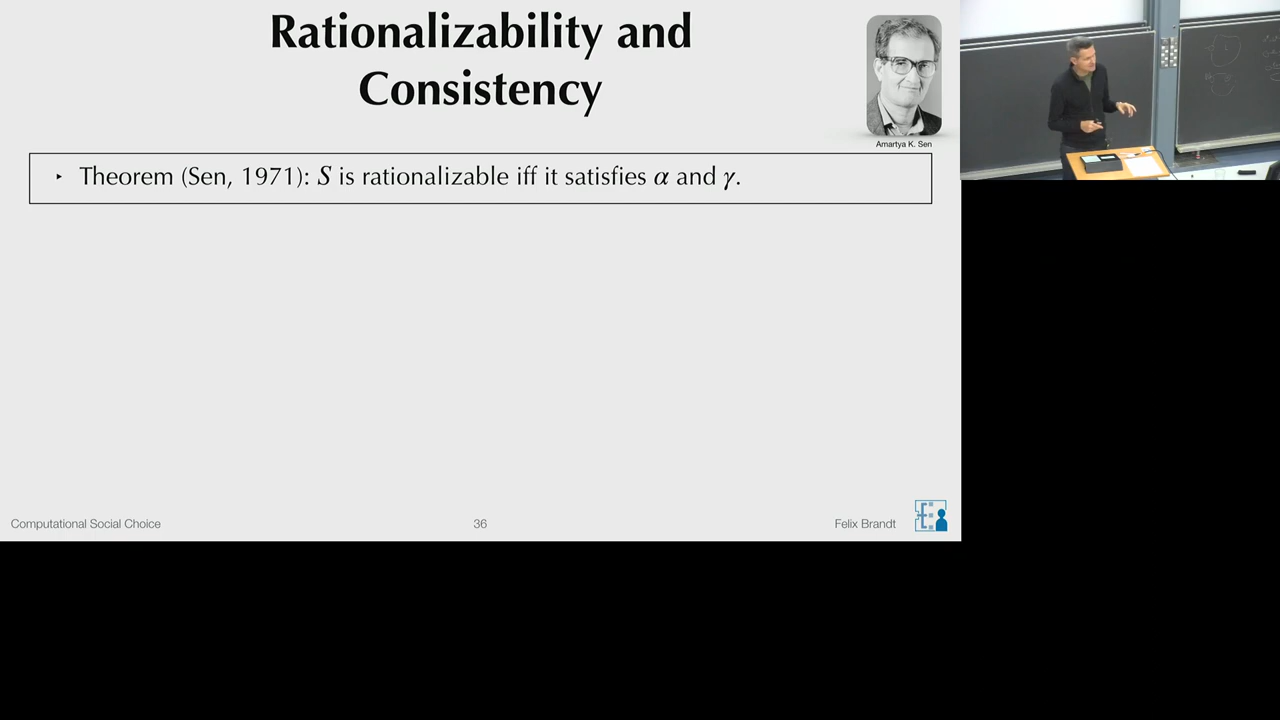 Rationalizability and
Consistency
Amartya K. Sen
‣ Theorem (Sen, 1971): S is rationalizable iff it satisfies α and γ.
Computational Social Choice
36
Felix Brandt